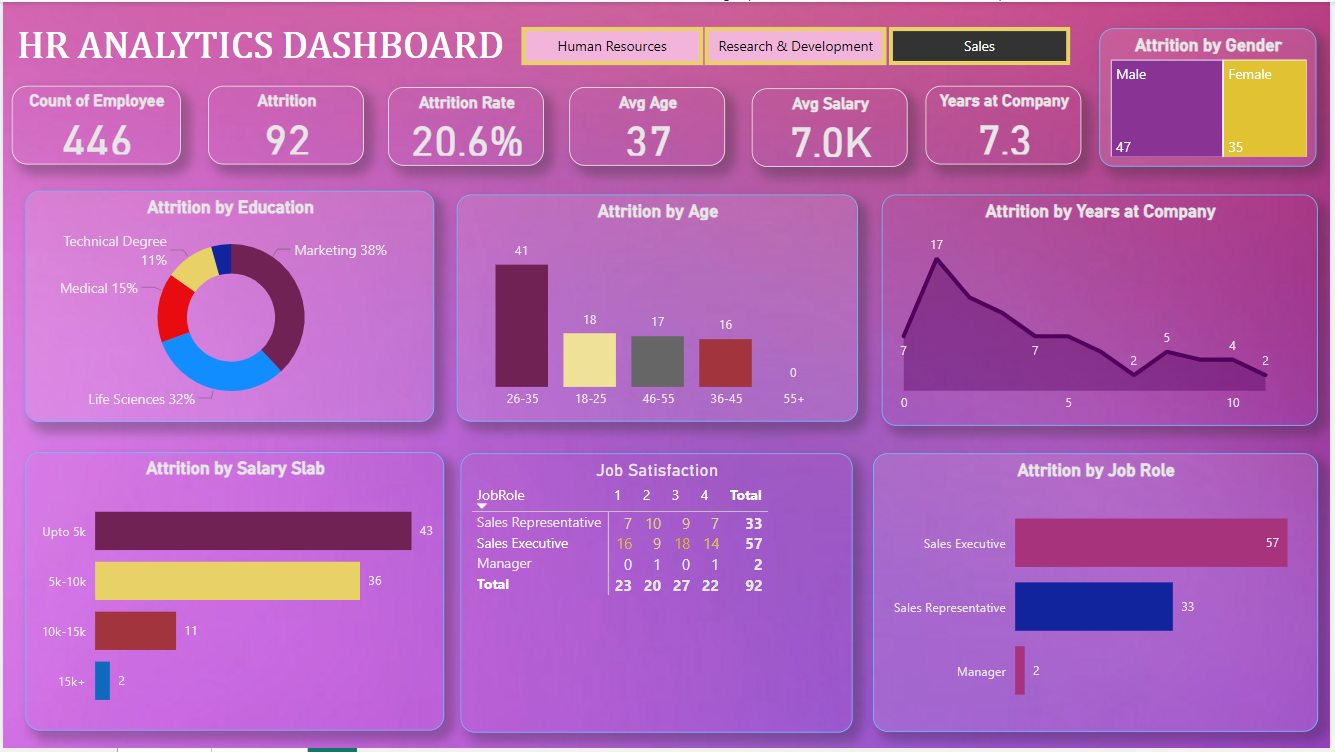 HR ANALYTICS DASHBOARD
Human Resources
Research & Development
Sales
Count of Employee
446
Attrition
92
Attrition Rate
20.6%
Avg Age
37
Avg Salary
7.0K
Years at Company
7.3
Attrition by Gender
Male
Female
47
35
Attrition by Education
Technical Degree
11%
Marketing 38%
Medical 15%
Life Sciences 32%
Attrition by Age
41
18
17
16
0
26-35
18-25
46-55
36-45
55+
Attrition by Years at Company
17
7
7
2
5
4
2
0
5
10
Attrition by Salary Slab
Upto 5k
43
5k-10k
36
10k-15k
11
15k+
2
Job Satisfaction
JobRole 1 2 3 4 Total
Sales Representative 7 10 9 7 33
Sales Executive 16 9 18 14 57
Manager 0 1 0 1 2
Total 23 20 27 22 92
Attrition by Job Role
Sales Executive
57
Sales Representative
33
Manager
2